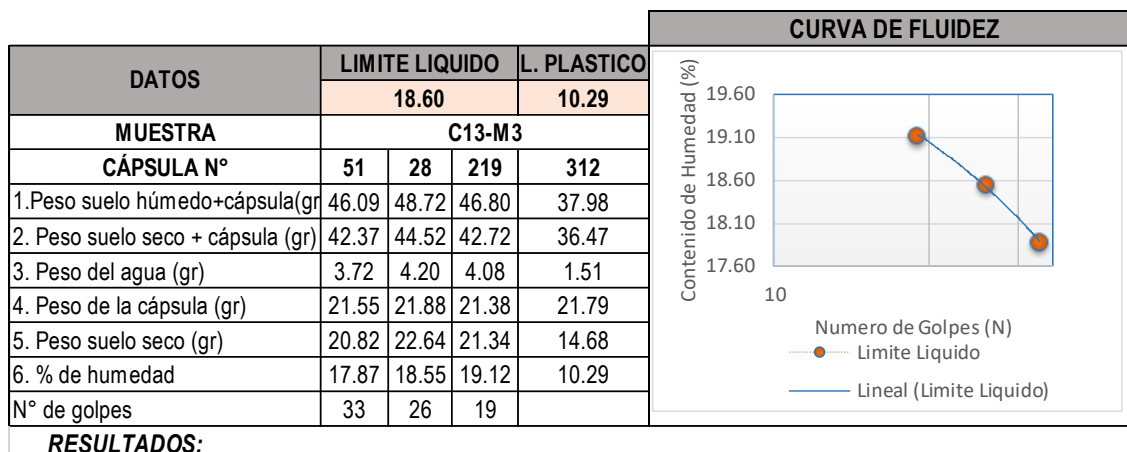 CURVA DE FLUIDEZ
DATOS LIMITE LIQUIDO L. PLASTICO
18.60 10.29
MUESTRA C13-M3
CÁPSULA N° 51 28 219 312
1.Peso suelo húmedo+cápsula(gr 46.09 48.72 46.80 37.98
2. Peso suelo seco + cápsula (gr) 42.37 44.52 42.72 36.47
3. Peso del agua (gr) 3.72 4.20 4.08 1.51
4. Peso de la cápsula (gr) 21.55 21.88 21.38 21.79
5. Peso suelo seco (gr) 20.82 22.64 21.34 14.68
6. % de humedad 17.87 18.55 19.12 10.29
N° de golpes 33 26 19
RESULTADOS:
Contenido de Humedad (%)
19.60
19.10
18.60
18.10
17.60
10
Numero de Golpes (N)
Limite Liquido
Lineal (Limite Liquido)